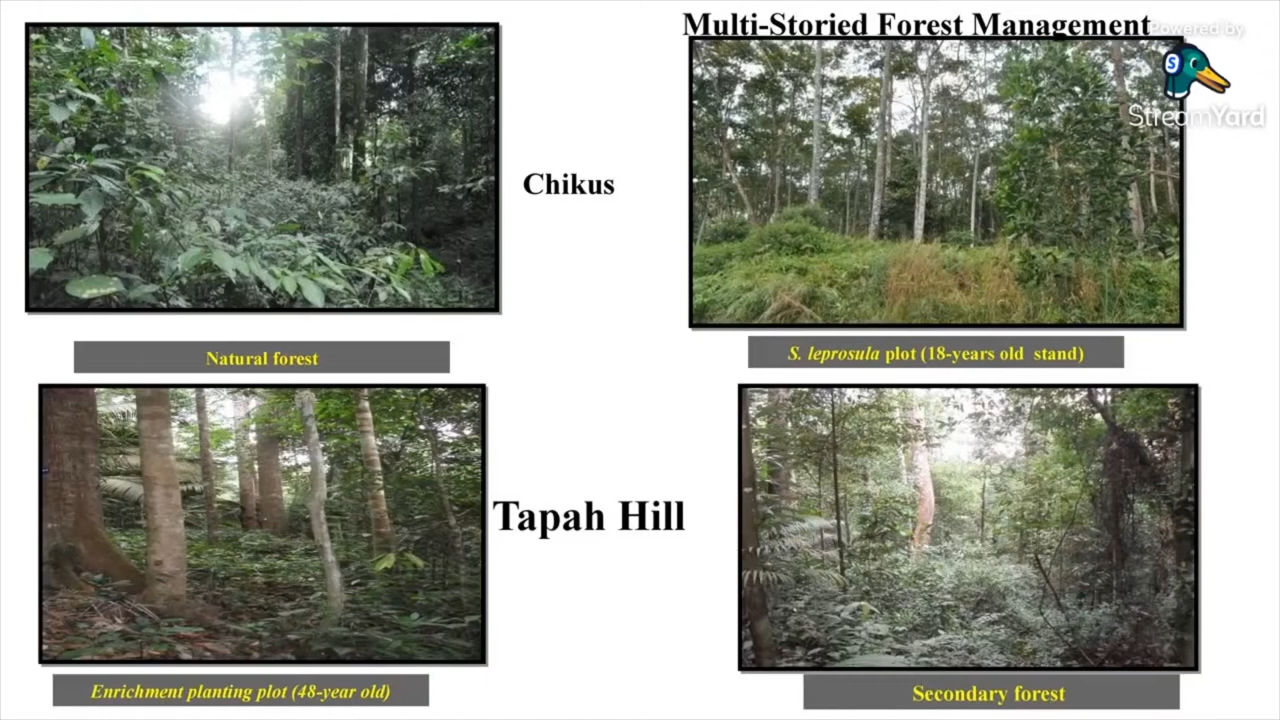 Multi-Storied Forest Management
Powered by
S
StreamYard
Chikus
Natural forest
S. leprosula plot (18-years old stand)
Tapah Hill
Enrichment planting plot (48-year old)
Secondary forest